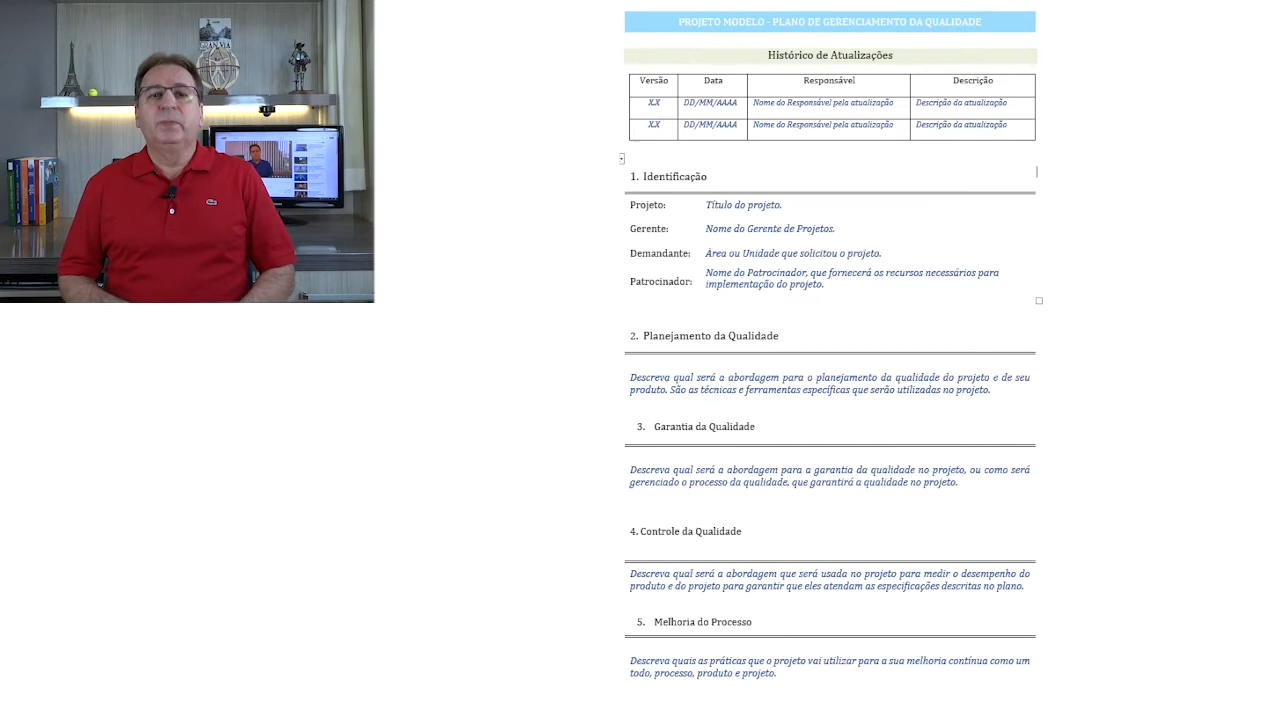 PROJETO MODELO - PLANO DE GERENCIAMENTO DA QUALIDADE
Histórico de Atualizações
Versão Data Responsável Descrição
X.X DD/MM/AAAA Nome do Responsável pela atualização Descrição da atualização
X.X DD/MM/AAAA Nome do Responsável pela atualização Descrição da atualização
1. Identificação
Projeto: Título do projeto.
Gerente: Nome do Gerente de Projetos.
Demandante: Área ou Unidade que solicitou o projeto.
Patrocinador: Nome do Patrocinador, que fornecerá os recursos necessários para
implementação do projeto.
2. Planejamento da Qualidade
Descreva qual será a abordagem para o planejamento da qualidade do projeto e de seu
produto. São as técnicas e ferramentas específicas que serão utilizadas no projeto.
3. Garantia da Qualidade
Descreva qual será a abordagem para a garantia da qualidade no projeto, ou como será
gerenciado o processo da qualidade, que garantirá a qualidade no projeto.
4. Controle da Qualidade
Descreva qual será a abordagem que será usada no projeto para medir o desempenho do
produto e do projeto para garantir que eles atendam as especificações descritas no plano.
5. Melhoria do Processo
Descreva quais as práticas que o projeto vai utilizar para a sua melhoria contínua como um
todo, processo, produto e projeto.